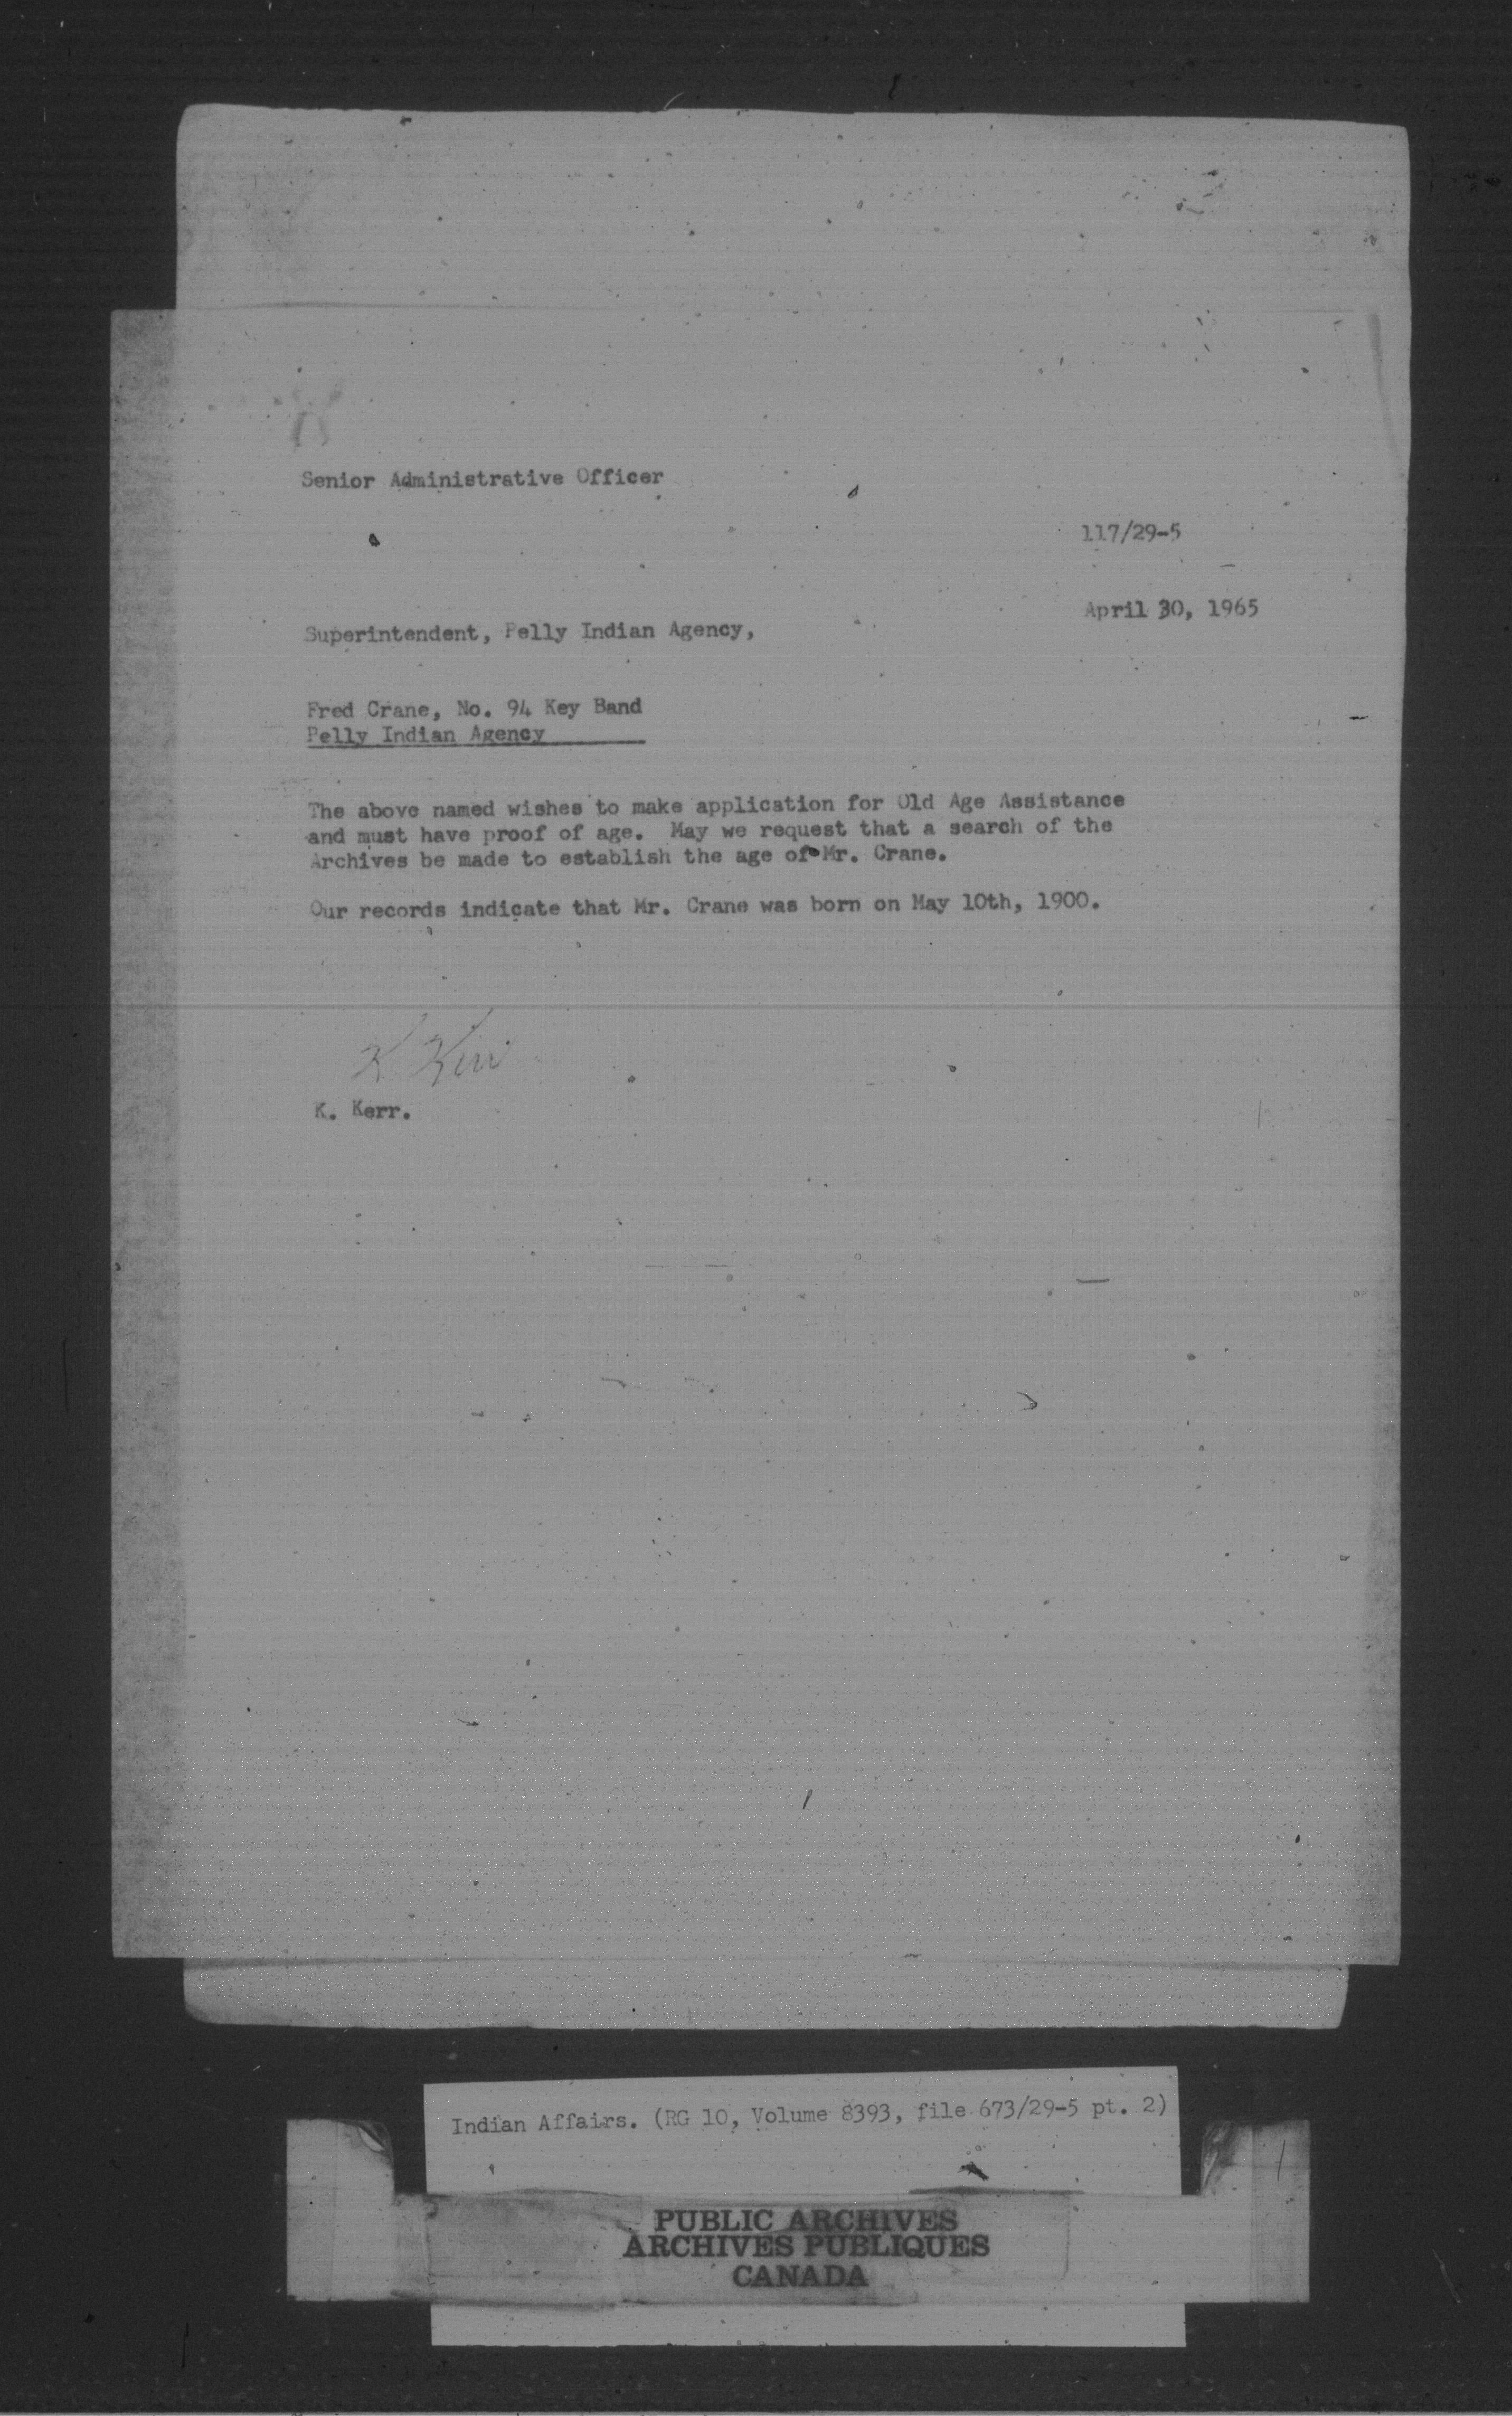 Senior Administrative Officer
117/29-5
April 30, 1965
Superintendent, Pelly Indian Agency,
Fred Crane, No. 94 Key Band
Pelly Indian Agency
The above named wishes to make application for Old Age Assistance
and must have proof of age. May we request that a search of the
Archives be made to establish the age of Mr. Crane.
Our records indicate that Mr. Crane was born on May 10th, 1900.
K. Kerr
K. Kerr.
Indian Affairs. (RG 10, Volume 8393, file 673/29-5 pt. 2)
PUBLIC ARCHIVES
ARCHIVES PUBLIQUES
CANADA